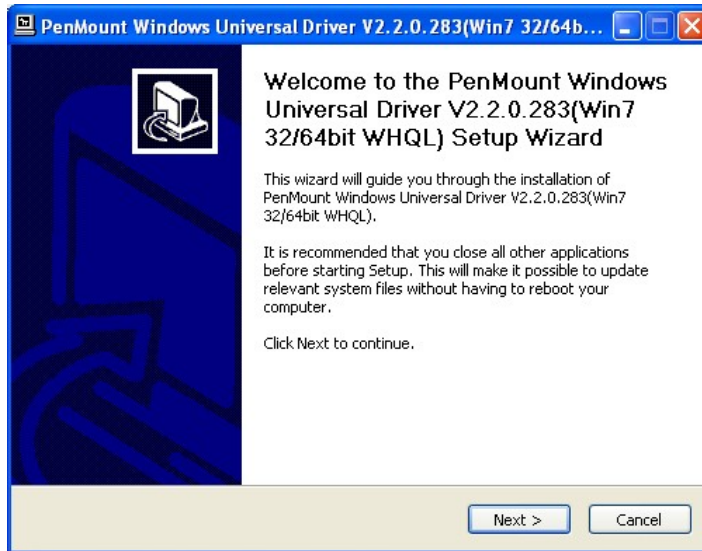 PenMount Windows Universal Driver V2.2.0.283(Win7 32/64b...
Welcome to the PenMount Windows
Universal Driver V2.2.0.283(Win7
32/64bit WHQL) Setup Wizard
This wizard will guide you through the installation of
PenMount Windows Universal Driver V2.2.0.283(Win7
32/64bit WHQL).
It is recommended that you close all other applications
before starting Setup. This will make it possible to update
relevant system files without having to reboot your
computer.
Click Next to continue.
Next >
Cancel